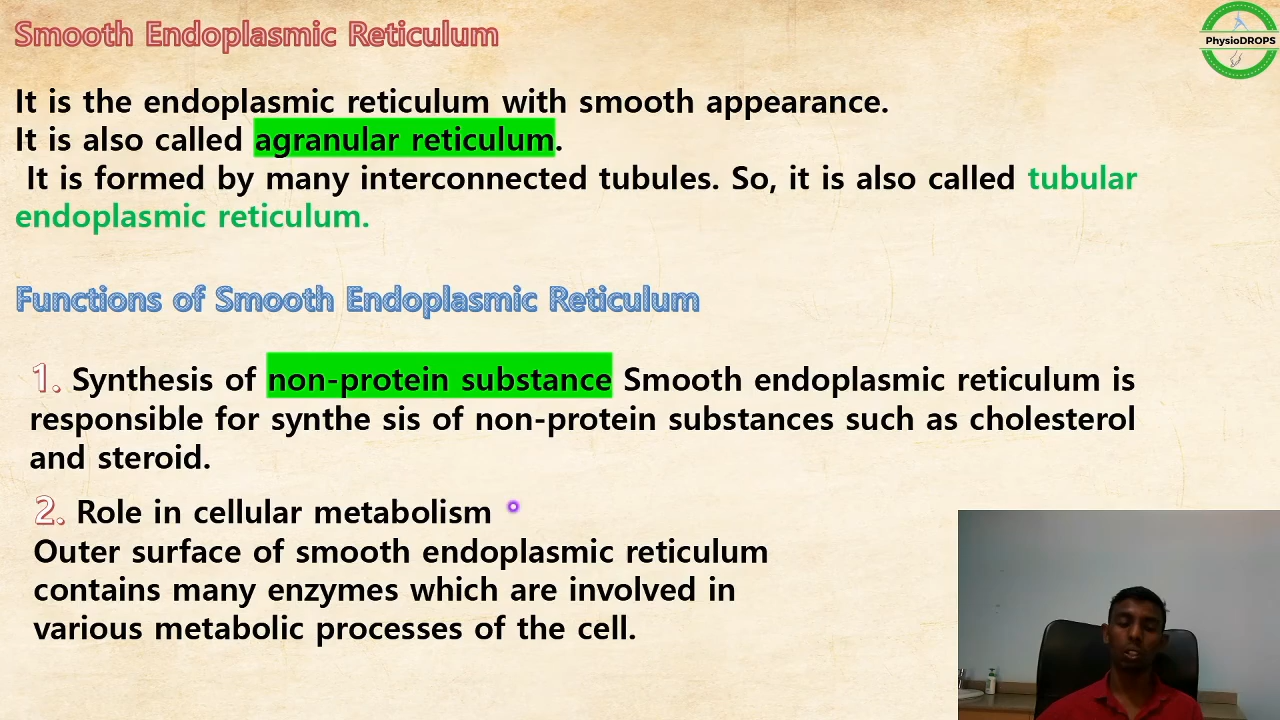 Smooth Endoplasmic Reticulum
PhysioDROPS
It is the endoplasmic reticulum with smooth appearance.
It is also called agranular reticulum.
It is formed by many interconnected tubules. So, it is also called tubular
endoplasmic reticulum.
Functions of Smooth Endoplasmic Reticulum
1. Synthesis of non-protein substance Smooth endoplasmic reticulum is
responsible for synthe sis of non-protein substances such as cholesterol
and steroid.
2. Role in cellular metabolism
Outer surface of smooth endoplasmic reticulum
contains many enzymes which are involved in
various metabolic processes of the cell.